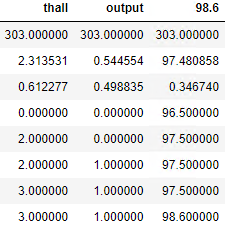 thall output 98.6
303.000000 303.000000 303.000000
2.313531 0.544554 97.480858
0.612277 0.498835 0.346740
0.000000 0.000000 96.500000
2.000000 0.000000 97.500000
2.000000 1.000000 97.500000
3.000000 1.000000 97.500000
3.000000 1.000000 98.600000